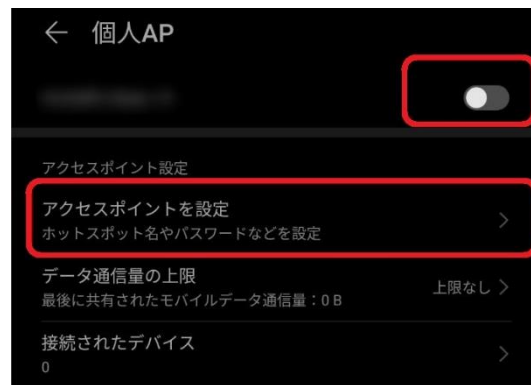 ← 個人AP
アクセスポイント設定
アクセスポイントを設定
ホットスポット名やパスワードなどを設定
データ通信量の上限
最後に共有されたモバイルデータ通信量：0 B
上限なし
接続されたデバイス
0